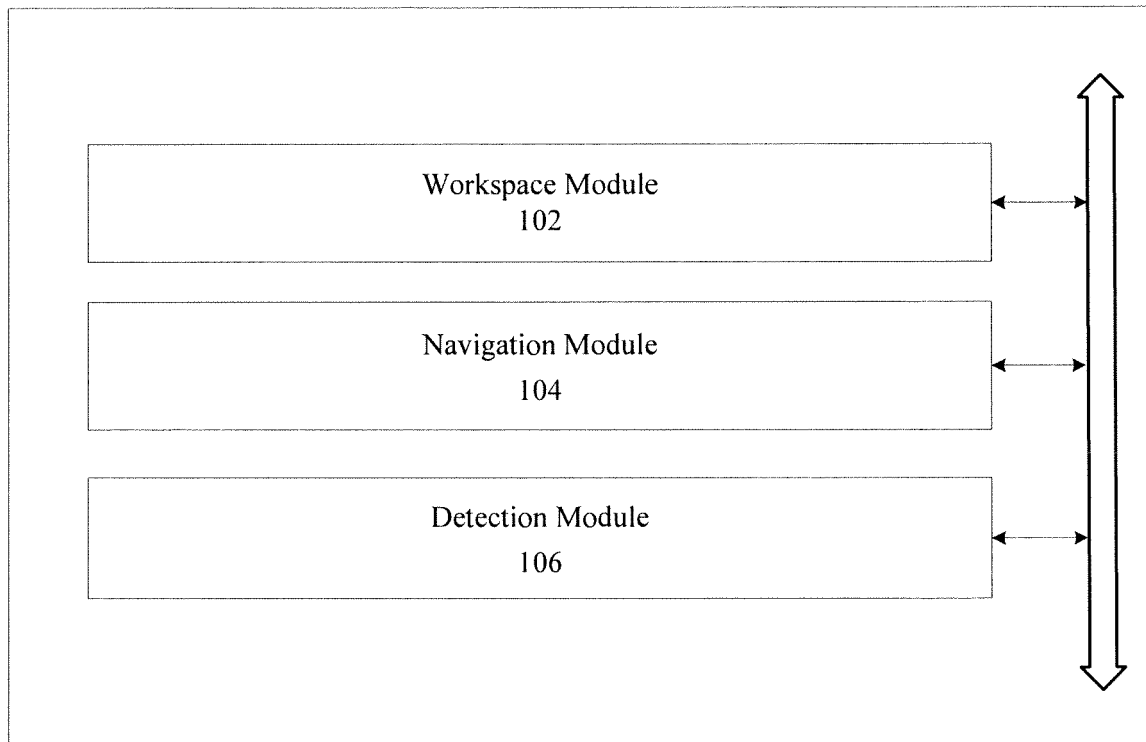 Workspace Module
102
Navigation Module
104
Detection Module
106